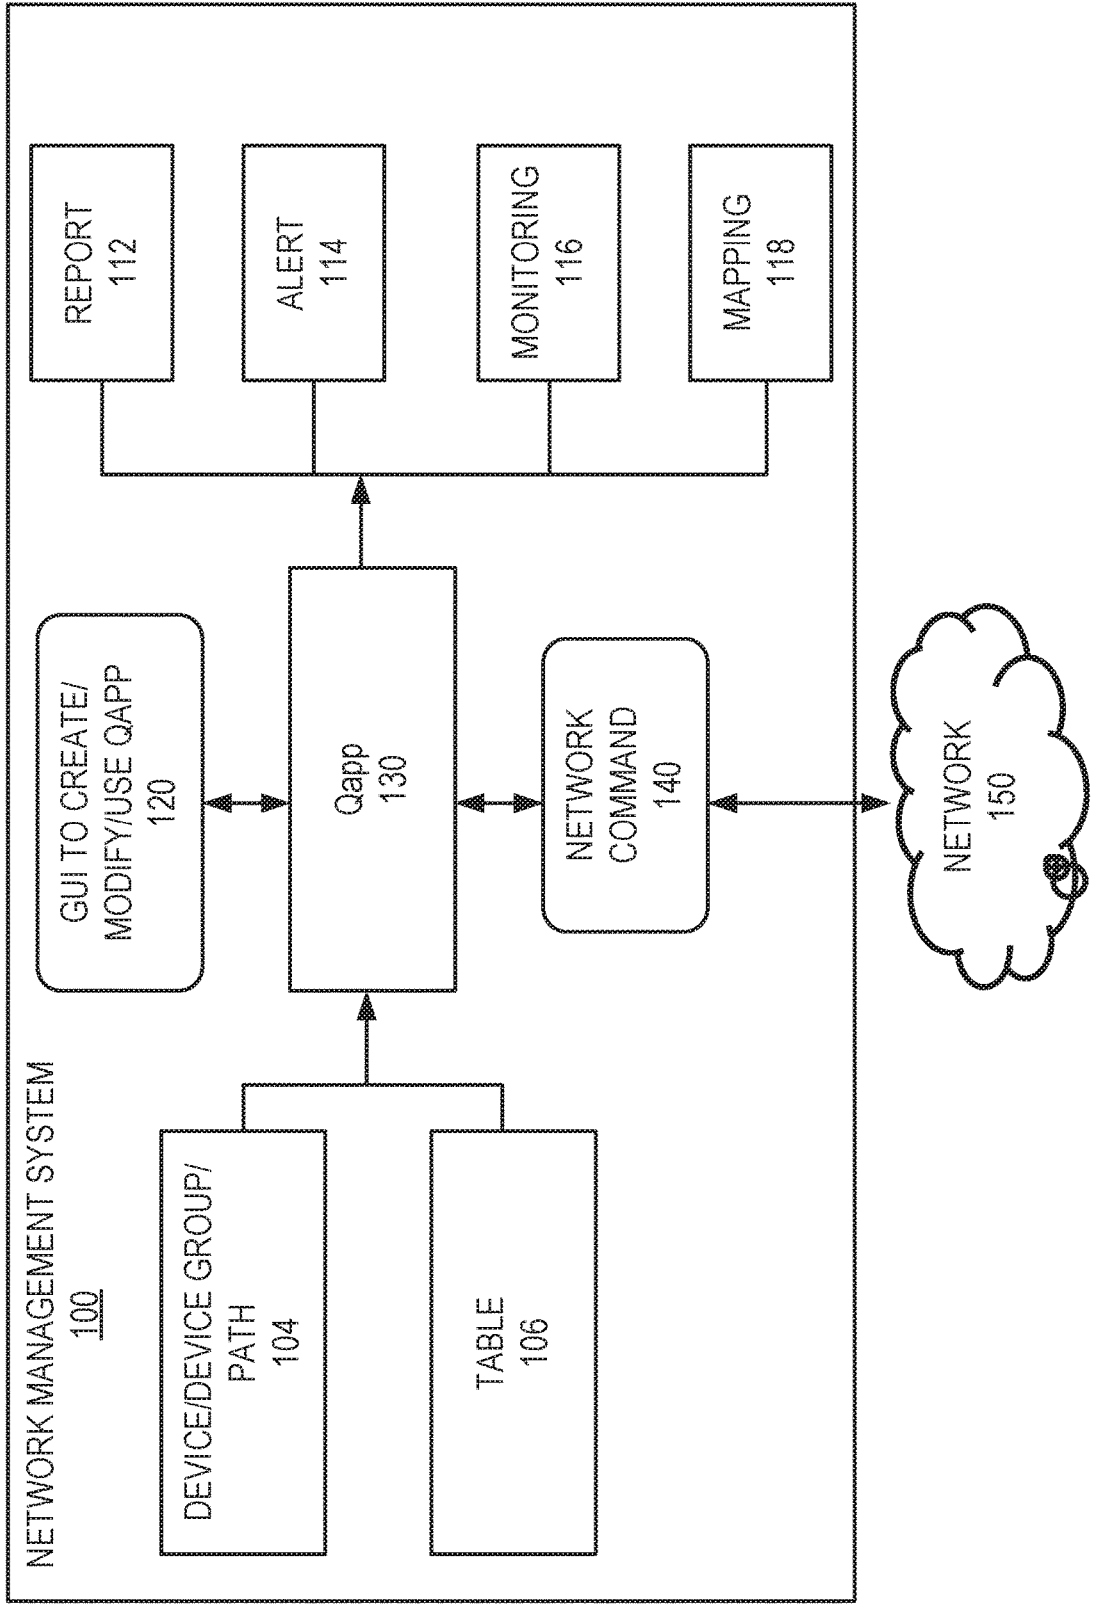 NETWORK MANAGEMENT SYSTEM
100
DEVICE/DEVICE GROUP/
PATH
104
TABLE
106
GUI TO CREATE/
MODIFY/USE QAPP
120
Qapp
130
NETWORK
COMMAND
140
NETWORK
150
REPORT
112
ALERT
114
MONITORING
116
MAPPING
118